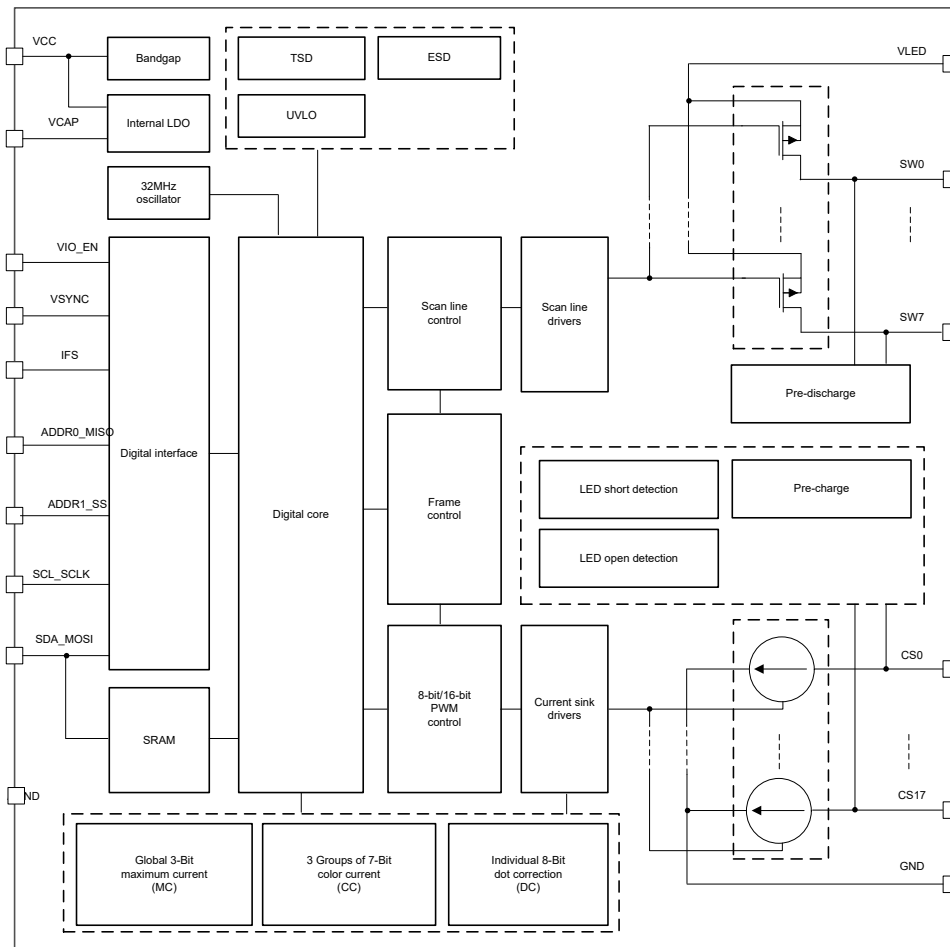 VCC
Bandgap
TSD
ESD
VLED
UVLO
VCAP
Internal LDO
SW0
32MHz
oscillator
VIO_EN
VSYNC
Scan line
control
Scan line
drivers
SW7
IFS
Pre-discharge
ADDR0_MISO
Digital interface
LED short detection
Pre-charge
ADDR1_SS
Digital core
Frame
control
LED open detection
SCL_SCLK
SDA_MOSI
CS0
8-bit/16-bit
PWM
control
Current sink
drivers
SRAM
ND
CS17
Global 3-Bit
maximum current
(MC)
3 Groups of 7-Bit
color current
(CC)
Individual 8-Bit
dot correction
(DC)
GND